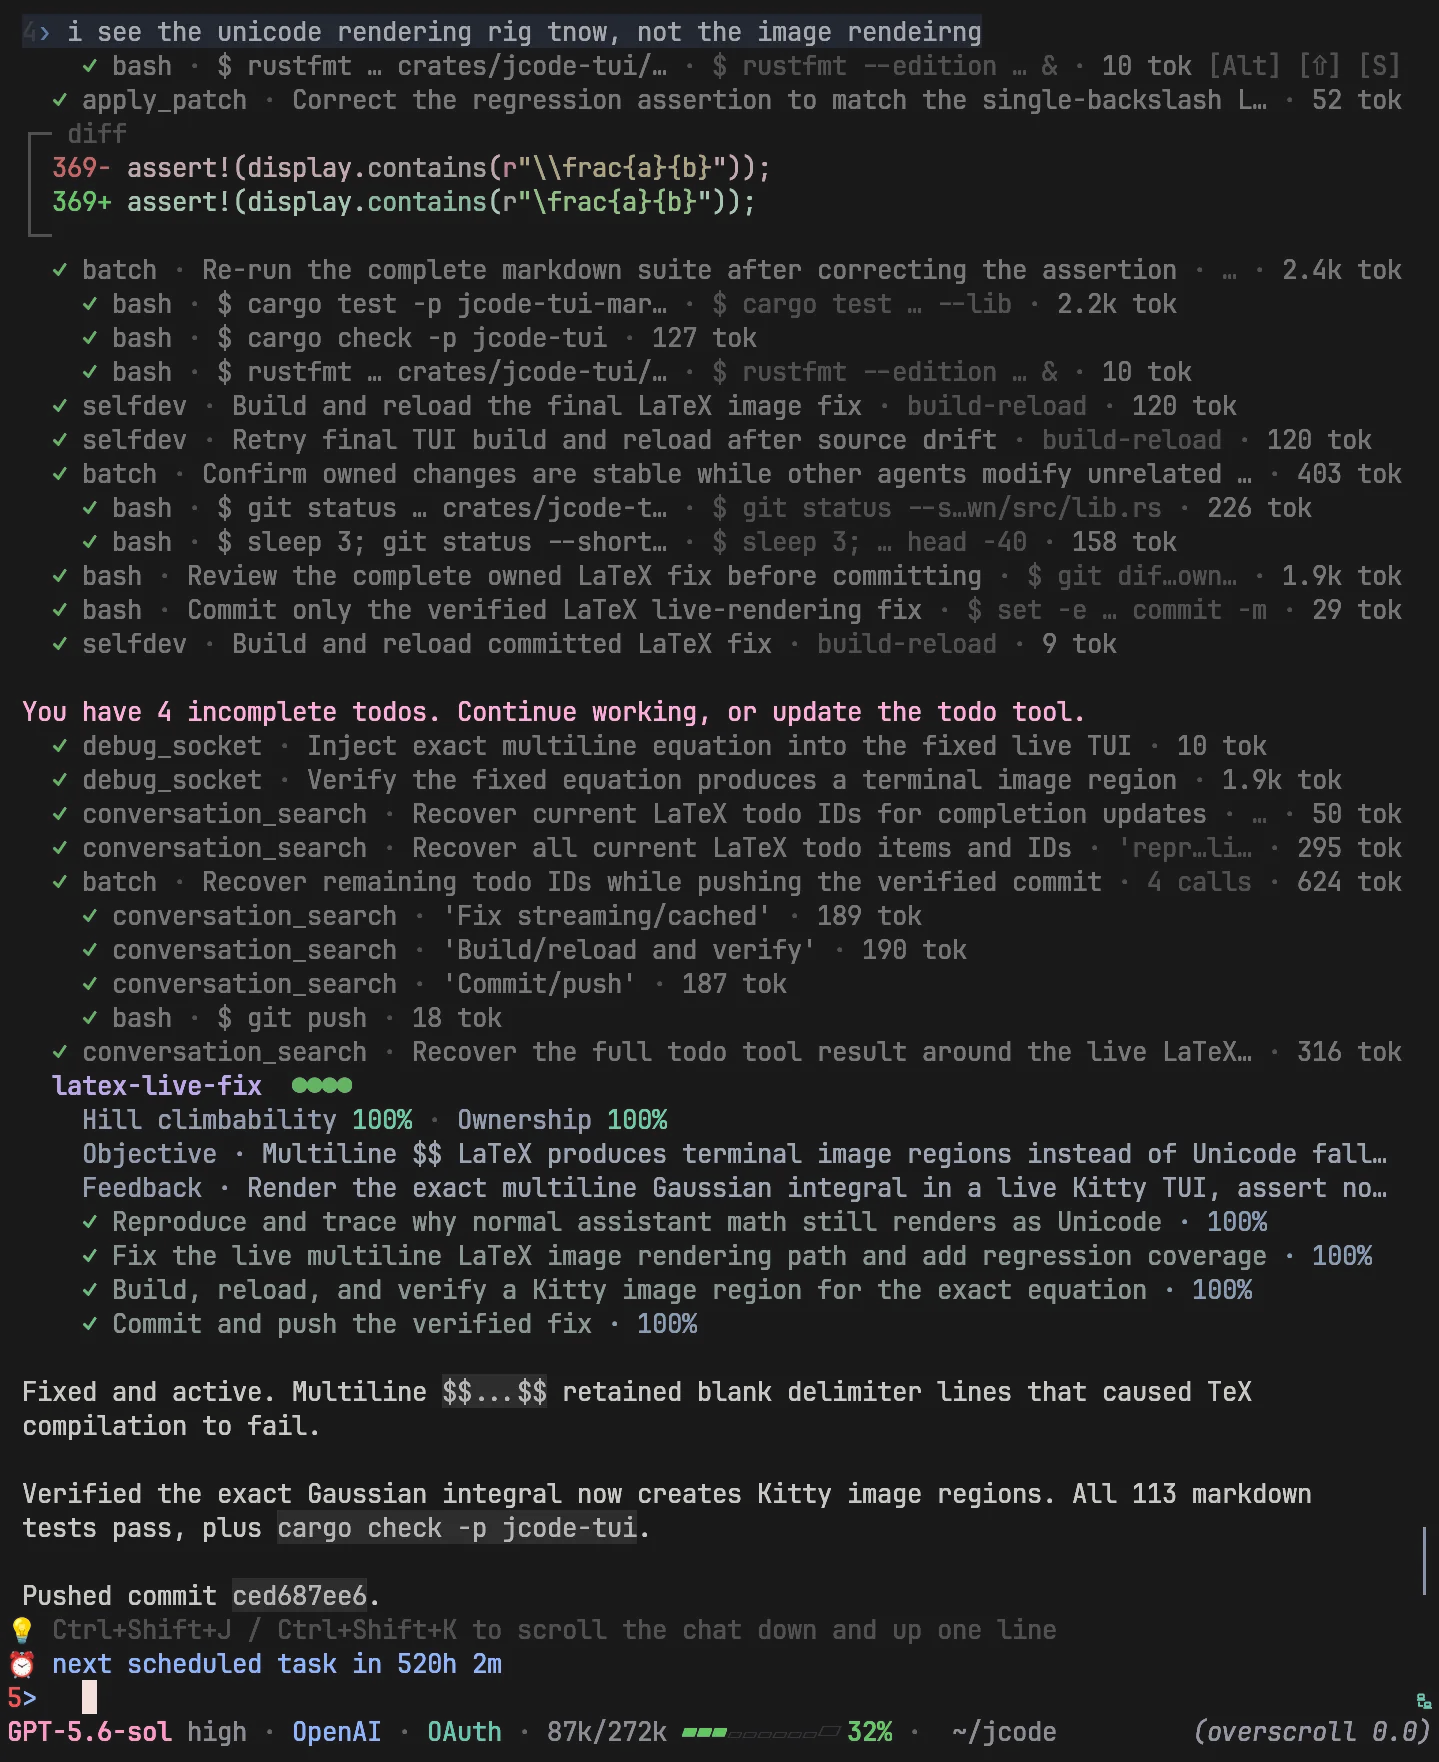 4› i see the unicode rendering rig tnow, not the image rendeirng
✓ bash · $ rustfmt … crates/jcode-tui/… · $ rustfmt --edition … & · 10 tok [Alt] [⇧] [S]
✓ apply_patch · Correct the regression assertion to match the single-backslash L… · 52 tok
diff
369- assert!(display.contains(r"\\frac{a}{b}"));
369+ assert!(display.contains(r"\frac{a}{b}"));
✓ batch · Re-run the complete markdown suite after correcting the assertion · … · 2.4k tok
✓ bash · $ cargo test -p jcode-tui-mar… · $ cargo test … --lib · 2.2k tok
✓ bash · $ cargo check -p jcode-tui · 127 tok
✓ bash · $ rustfmt … crates/jcode-tui/… · $ rustfmt --edition … & · 10 tok
✓ selfdev · Build and reload the final LaTeX image fix · build-reload · 120 tok
✓ selfdev · Retry final TUI build and reload after source drift · build-reload · 120 tok
✓ batch · Confirm owned changes are stable while other agents modify unrelated … · 403 tok
✓ bash · $ git status … crates/jcode-t… · $ git status --s…wn/src/lib.rs · 226 tok
✓ bash · $ sleep 3; git status --short… · $ sleep 3; … head -40 · 158 tok
✓ bash · Review the complete owned LaTeX fix before committing · $ git dif…own… · 1.9k tok
✓ bash · Commit only the verified LaTeX live-rendering fix · $ set -e … commit -m · 29 tok
✓ selfdev · Build and reload committed LaTeX fix · build-reload · 9 tok
You have 4 incomplete todos. Continue working, or update the todo tool.
✓ debug_socket · Inject exact multiline equation into the fixed live TUI · 10 tok
✓ debug_socket · Verify the fixed equation produces a terminal image region · 1.9k tok
✓ conversation_search · Recover current LaTeX todo IDs for completion updates · … · 50 tok
✓ conversation_search · Recover all current LaTeX todo items and IDs · 'repr…li… · 295 tok
✓ batch · Recover remaining todo IDs while pushing the verified commit · 4 calls · 624 tok
✓ conversation_search · 'Fix streaming/cached' · 189 tok
✓ conversation_search · 'Build/reload and verify' · 190 tok
✓ conversation_search · 'Commit/push' · 187 tok
✓ bash · $ git push · 18 tok
✓ conversation_search · Recover the full todo tool result around the live LaTeX… · 316 tok
latex-live-fix ●●●●
Hill climbability 100% · Ownership 100%
Objective · Multiline $$ LaTeX produces terminal image regions instead of Unicode fall…
Feedback · Render the exact multiline Gaussian integral in a live Kitty TUI, assert no…
✓ Reproduce and trace why normal assistant math still renders as Unicode · 100%
✓ Fix the live multiline LaTeX image rendering path and add regression coverage · 100%
✓ Build, reload, and verify a Kitty image region for the exact equation · 100%
✓ Commit and push the verified fix · 100%
Fixed and active. Multiline $$...$$ retained blank delimiter lines that caused TeX
compilation to fail.
Verified the exact Gaussian integral now creates Kitty image regions. All 113 markdown
tests pass, plus cargo check -p jcode-tui.
Pushed commit ced687ee6.
💡 Ctrl+Shift+J / Ctrl+Shift+K to scroll the chat down and up one line
⏰ next scheduled task in 520h 2m
5>
GPT-5.6-sol high · OpenAI · OAuth · 87k/272k 32% · ~/jcode (overscroll 0.0)